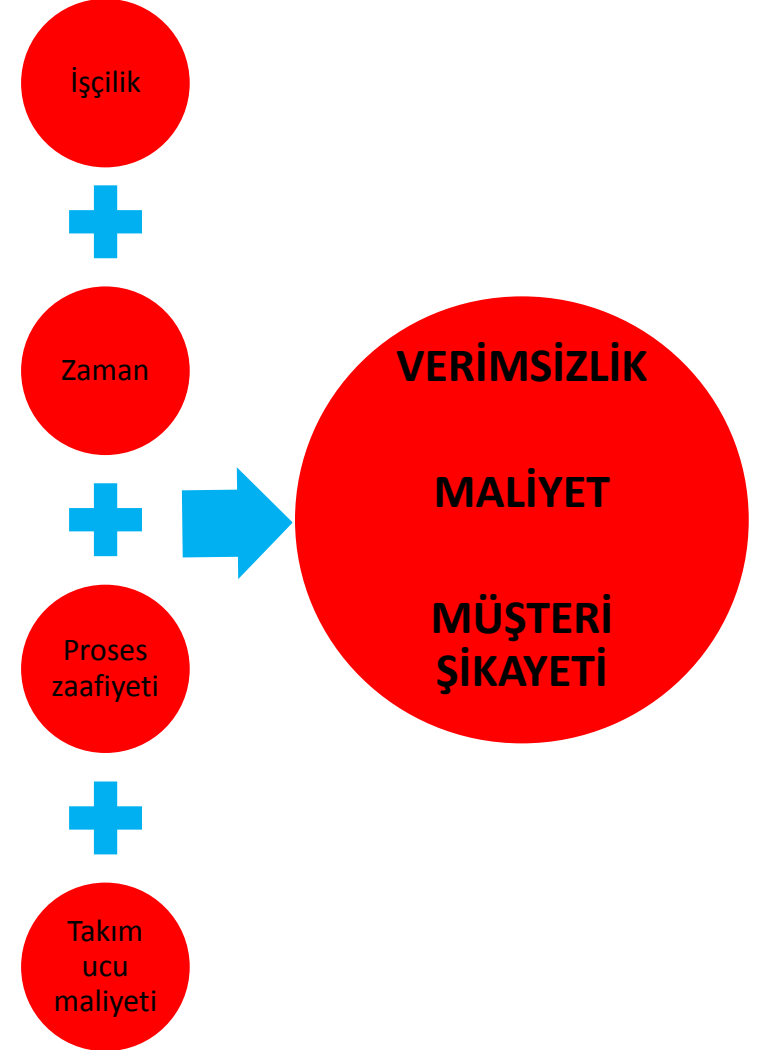 İşçilik
Zaman
Proses
zaafiyeti
Takım
ucu
maliyeti
VERİMSİZLİK
MALİYET
MÜŞTERİ
ŞİKAYETİ